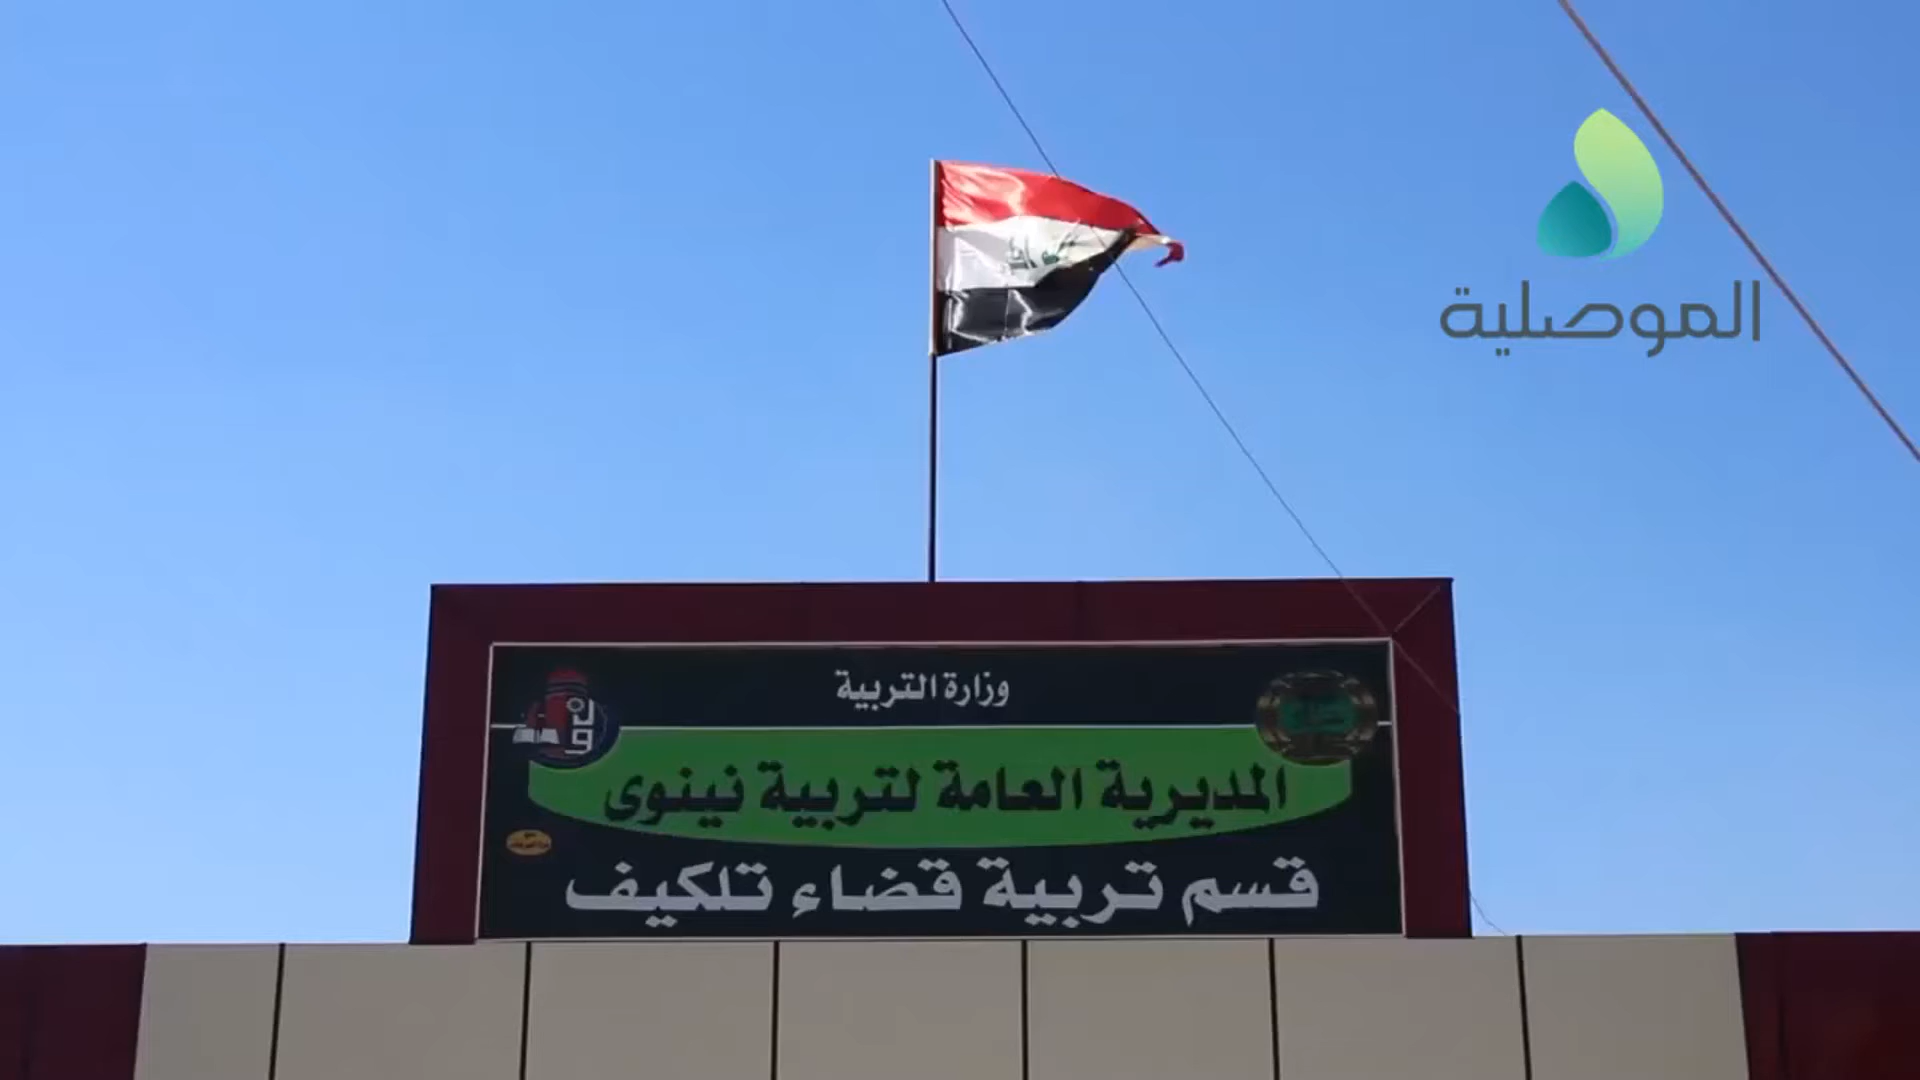 الموصلية
وزارة التربية
المديرية العامة لتربية نينوى
قسم تربية قضاء تلكيف